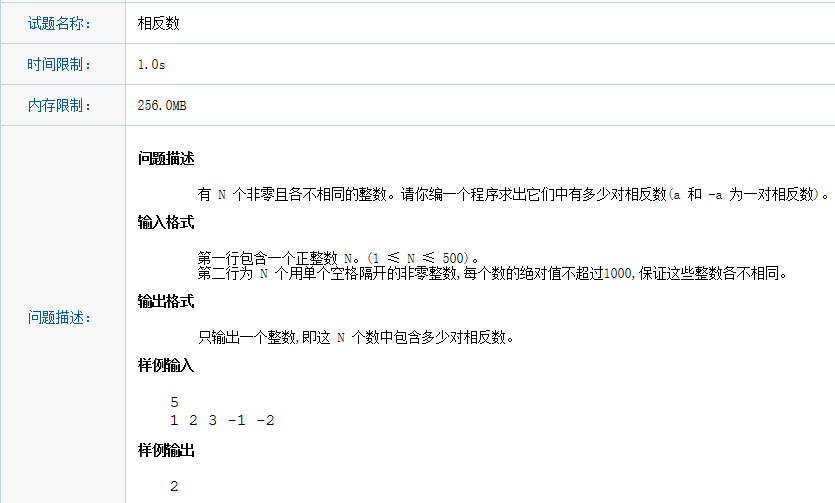 试题名称： 相反数
时间限制： 1.0s
内存限制： 256.0MB
问题描述：
问题描述
有 N 个非零且各不相同的整数。请你编一个程序求出它们中有多少对相反数(a 和 -a 为一对相反数)。
输入格式
第一行包含一个正整数 N。(1 ≤ N ≤ 500)。
第二行为 N 个用单个空格隔开的非零整数,每个数的绝对值不超过1000,保证这些整数各不相同。
输出格式
只输出一个整数,即这 N 个数中包含多少对相反数。
样例输入
5
1 2 3 -1 -2
样例输出
2